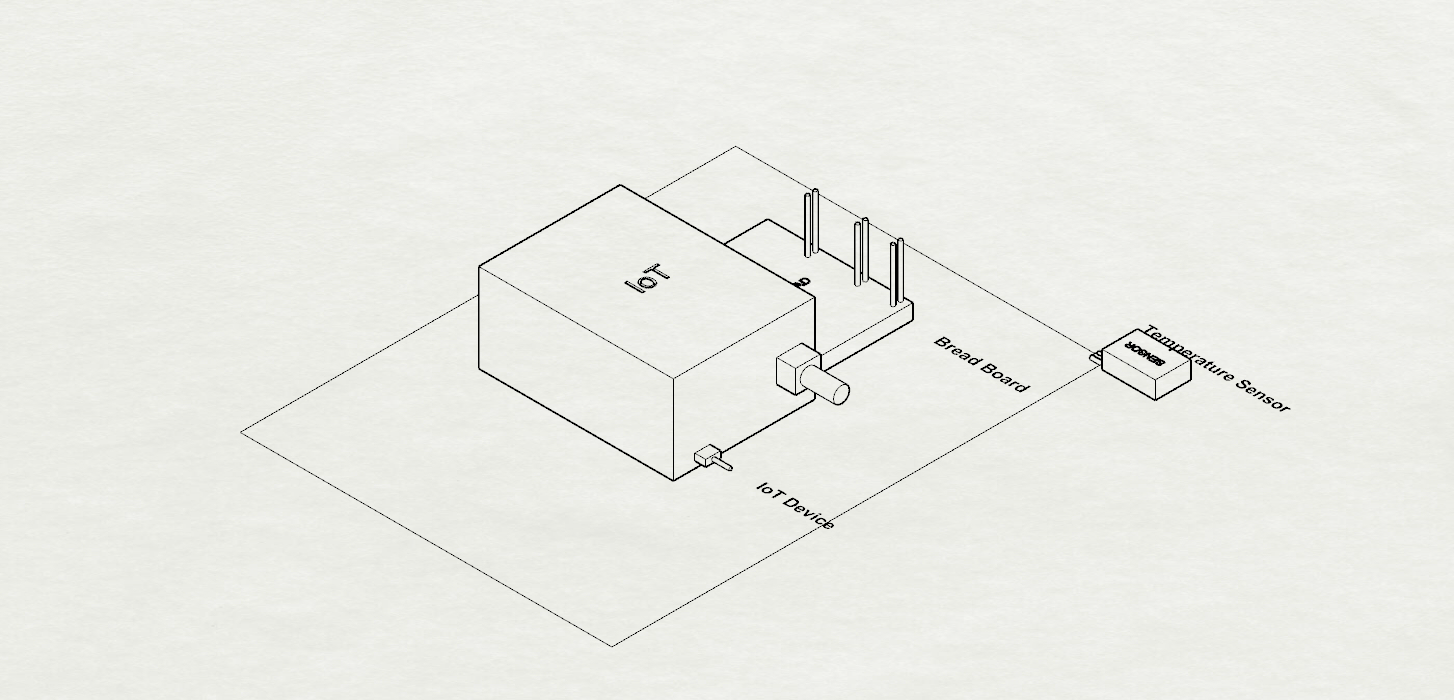 IoT
Bread Board
SENSOR
Temperature Sensor
IoT Device